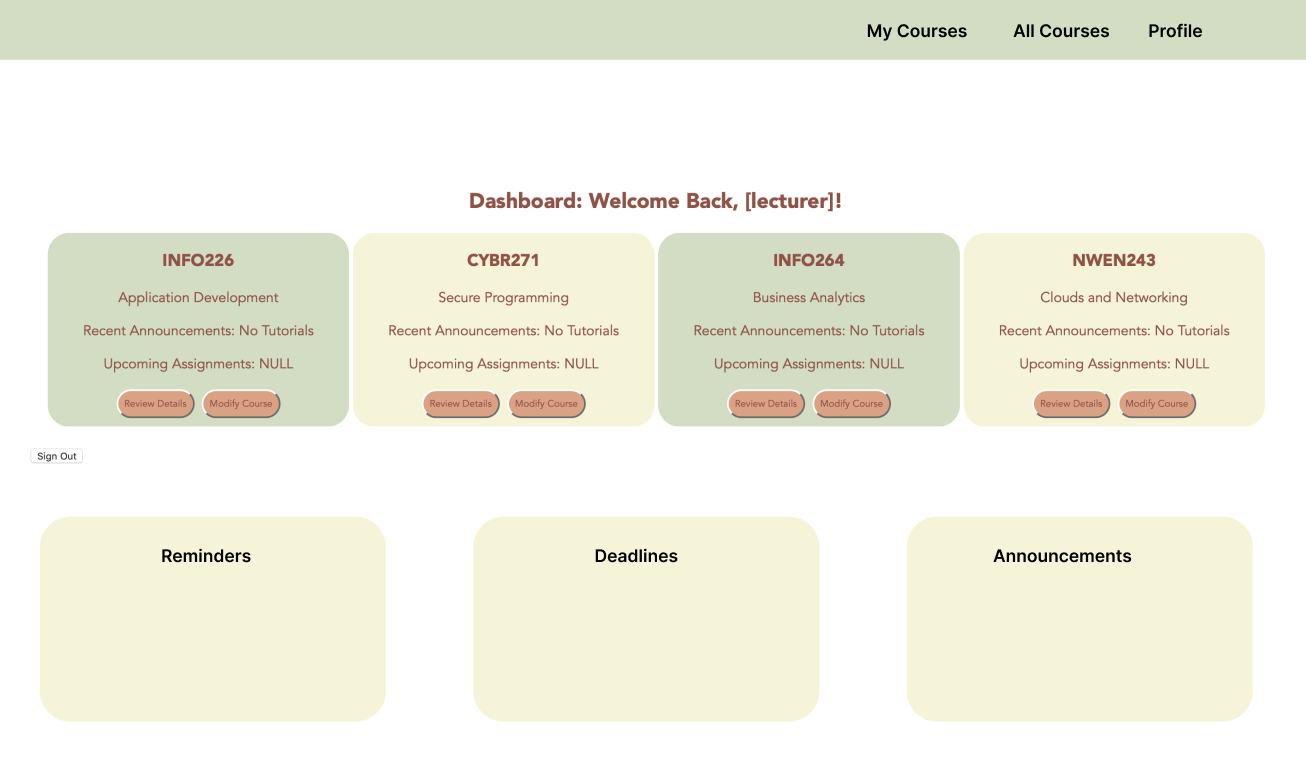 My Courses All Courses Profile
Dashboard: Welcome Back, [lecturer]!
INFO226
Application Development
Recent Announcements: No Tutorials
Upcoming Assignments: NULL
Review Details Modify Course
CYBR271
Secure Programming
Recent Announcements: No Tutorials
Upcoming Assignments: NULL
Review Details Modify Course
INFO264
Business Analytics
Recent Announcements: No Tutorials
Upcoming Assignments: NULL
Review Details Modify Course
NWEN243
Clouds and Networking
Recent Announcements: No Tutorials
Upcoming Assignments: NULL
Review Details Modify Course
Sign Out
Reminders
Deadlines
Announcements